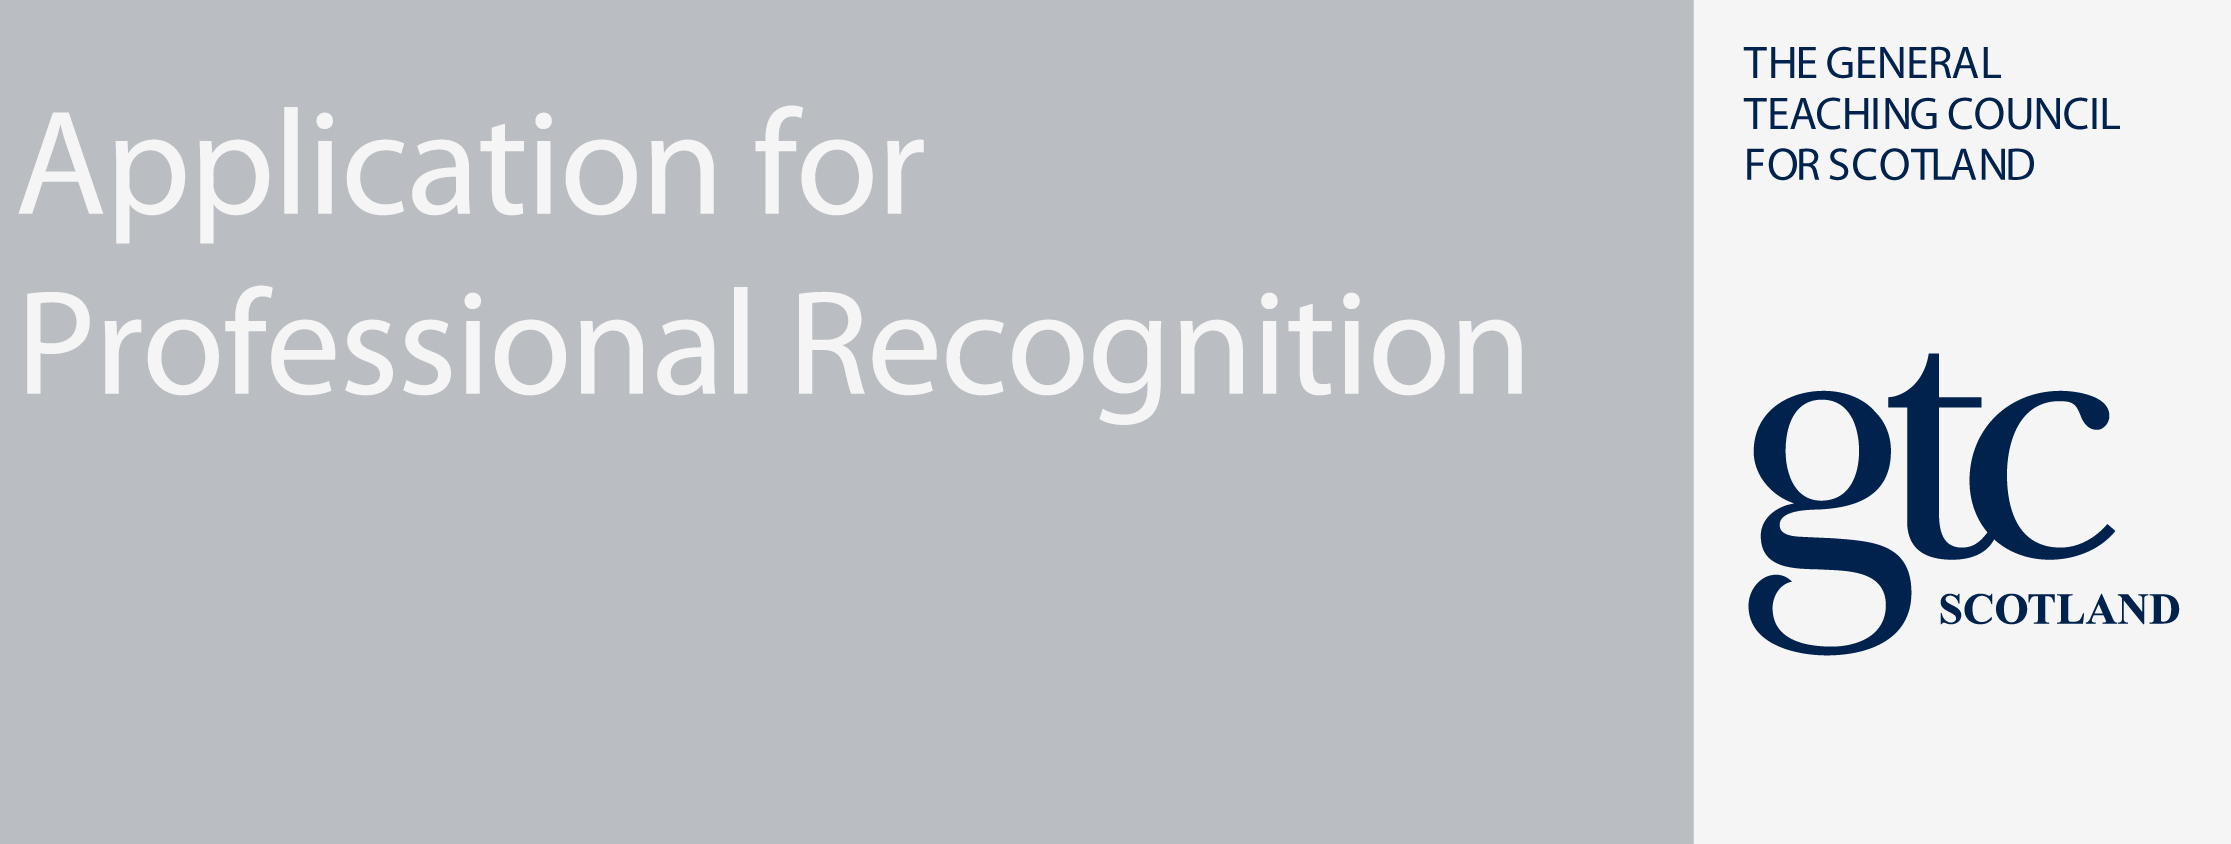 Application for
Professional Recognition
THE GENERAL
TEACHING COUNCIL
FOR SCOTLAND
gtc
SCOTLAND